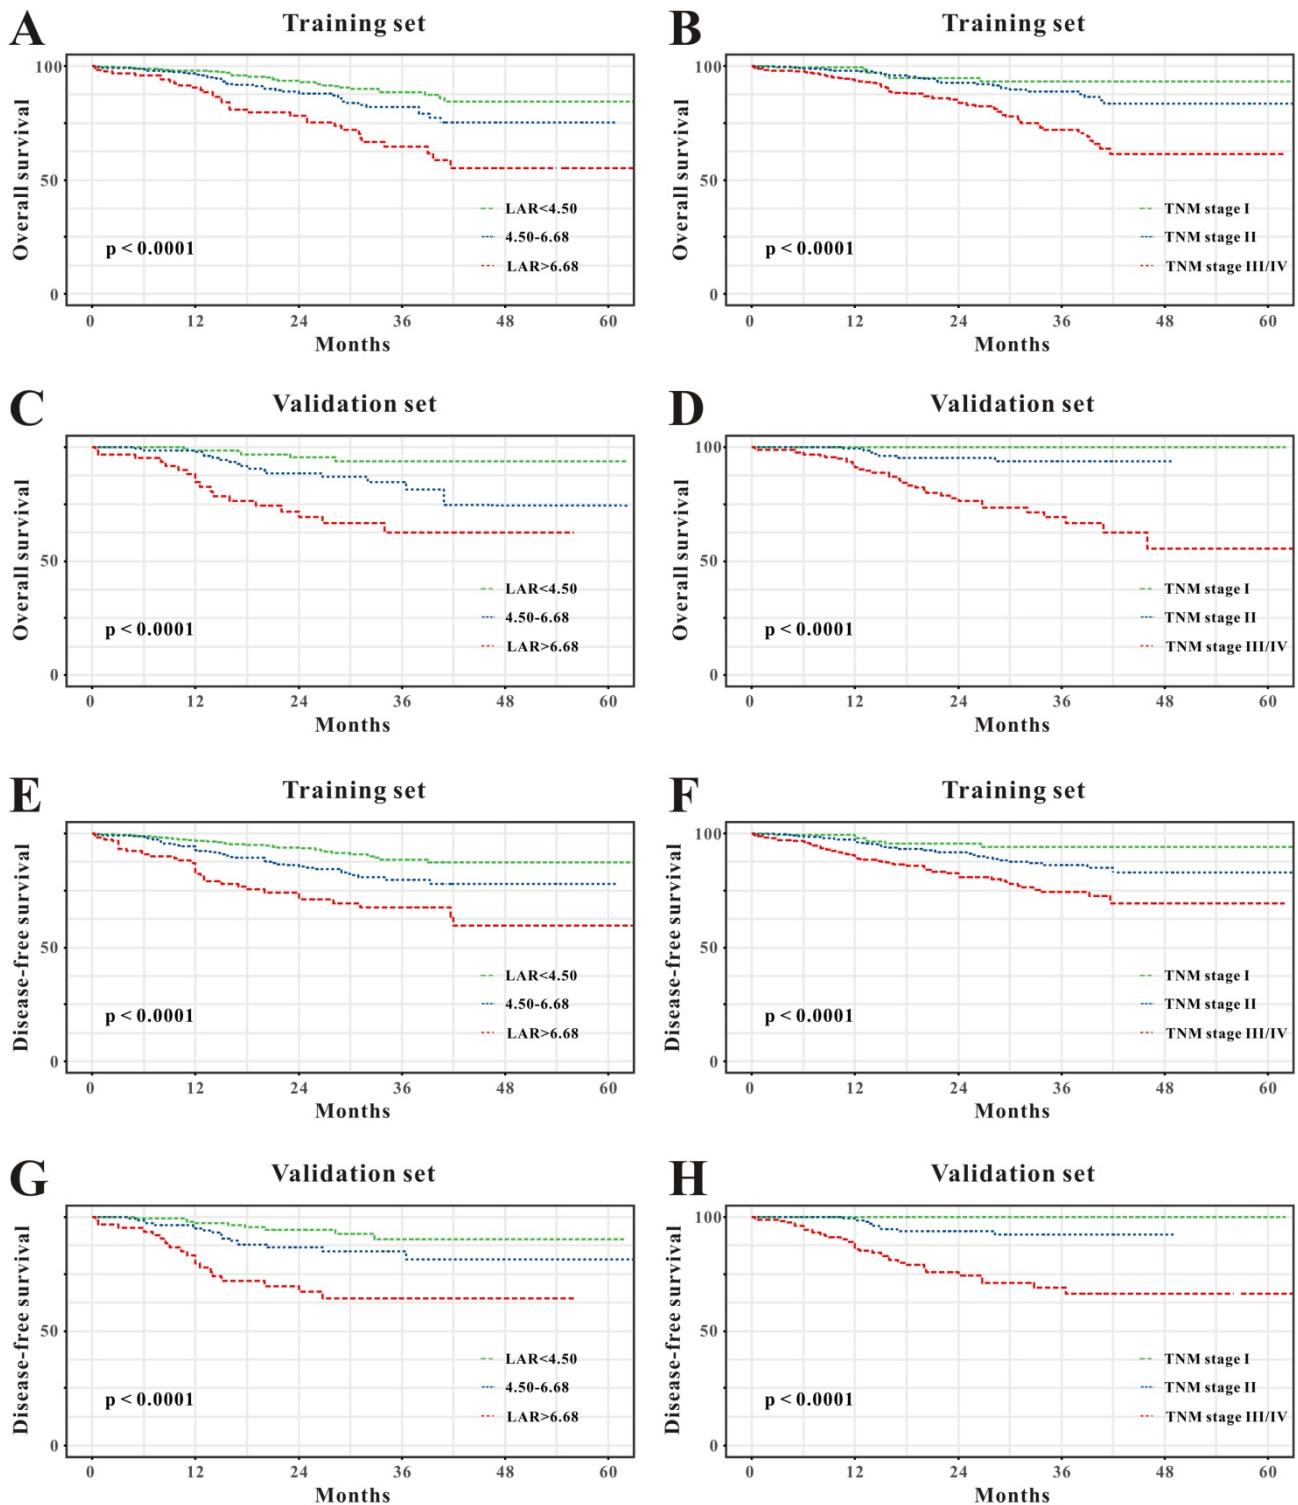 A
Training set
Overall survival
100
50
0
LAR<4.50
4.50-6.68
LAR>6.68
p < 0.0001
0 12 24 36 48 60
Months
B
Training set
Overall survival
100
50
0
TNM stage I
TNM stage II
TNM stage III/IV
p < 0.0001
0 12 24 36 48 60
Months
C
Validation set
Overall survival
50
0
LAR<4.50
4.50-6.68
LAR>6.68
p < 0.0001
0 12 24 36 48 60
Months
D
Validation set
Overall survival
100
50
0
TNM stage I
TNM stage II
TNM stage III/IV
p < 0.0001
0 12 24 36 48 60
Months
E
Training set
Disease-free survival
50
0
LAR<4.50
4.50-6.68
LAR>6.68
p < 0.0001
0 12 24 36 48 60
Months
F
Training set
Disease-free survival
100
50
0
TNM stage I
TNM stage II
TNM stage III/IV
p < 0.0001
0 12 24 36 48 60
Months
G
Validation set
Disease-free survival
50
0
LAR<4.50
4.50-6.68
LAR>6.68
p < 0.0001
0 12 24 36 48 60
Months
H
Validation set
Disease-free survival
100
50
0
TNM stage I
TNM stage II
TNM stage III/IV
p < 0.0001
0 12 24 36 48 60
Months